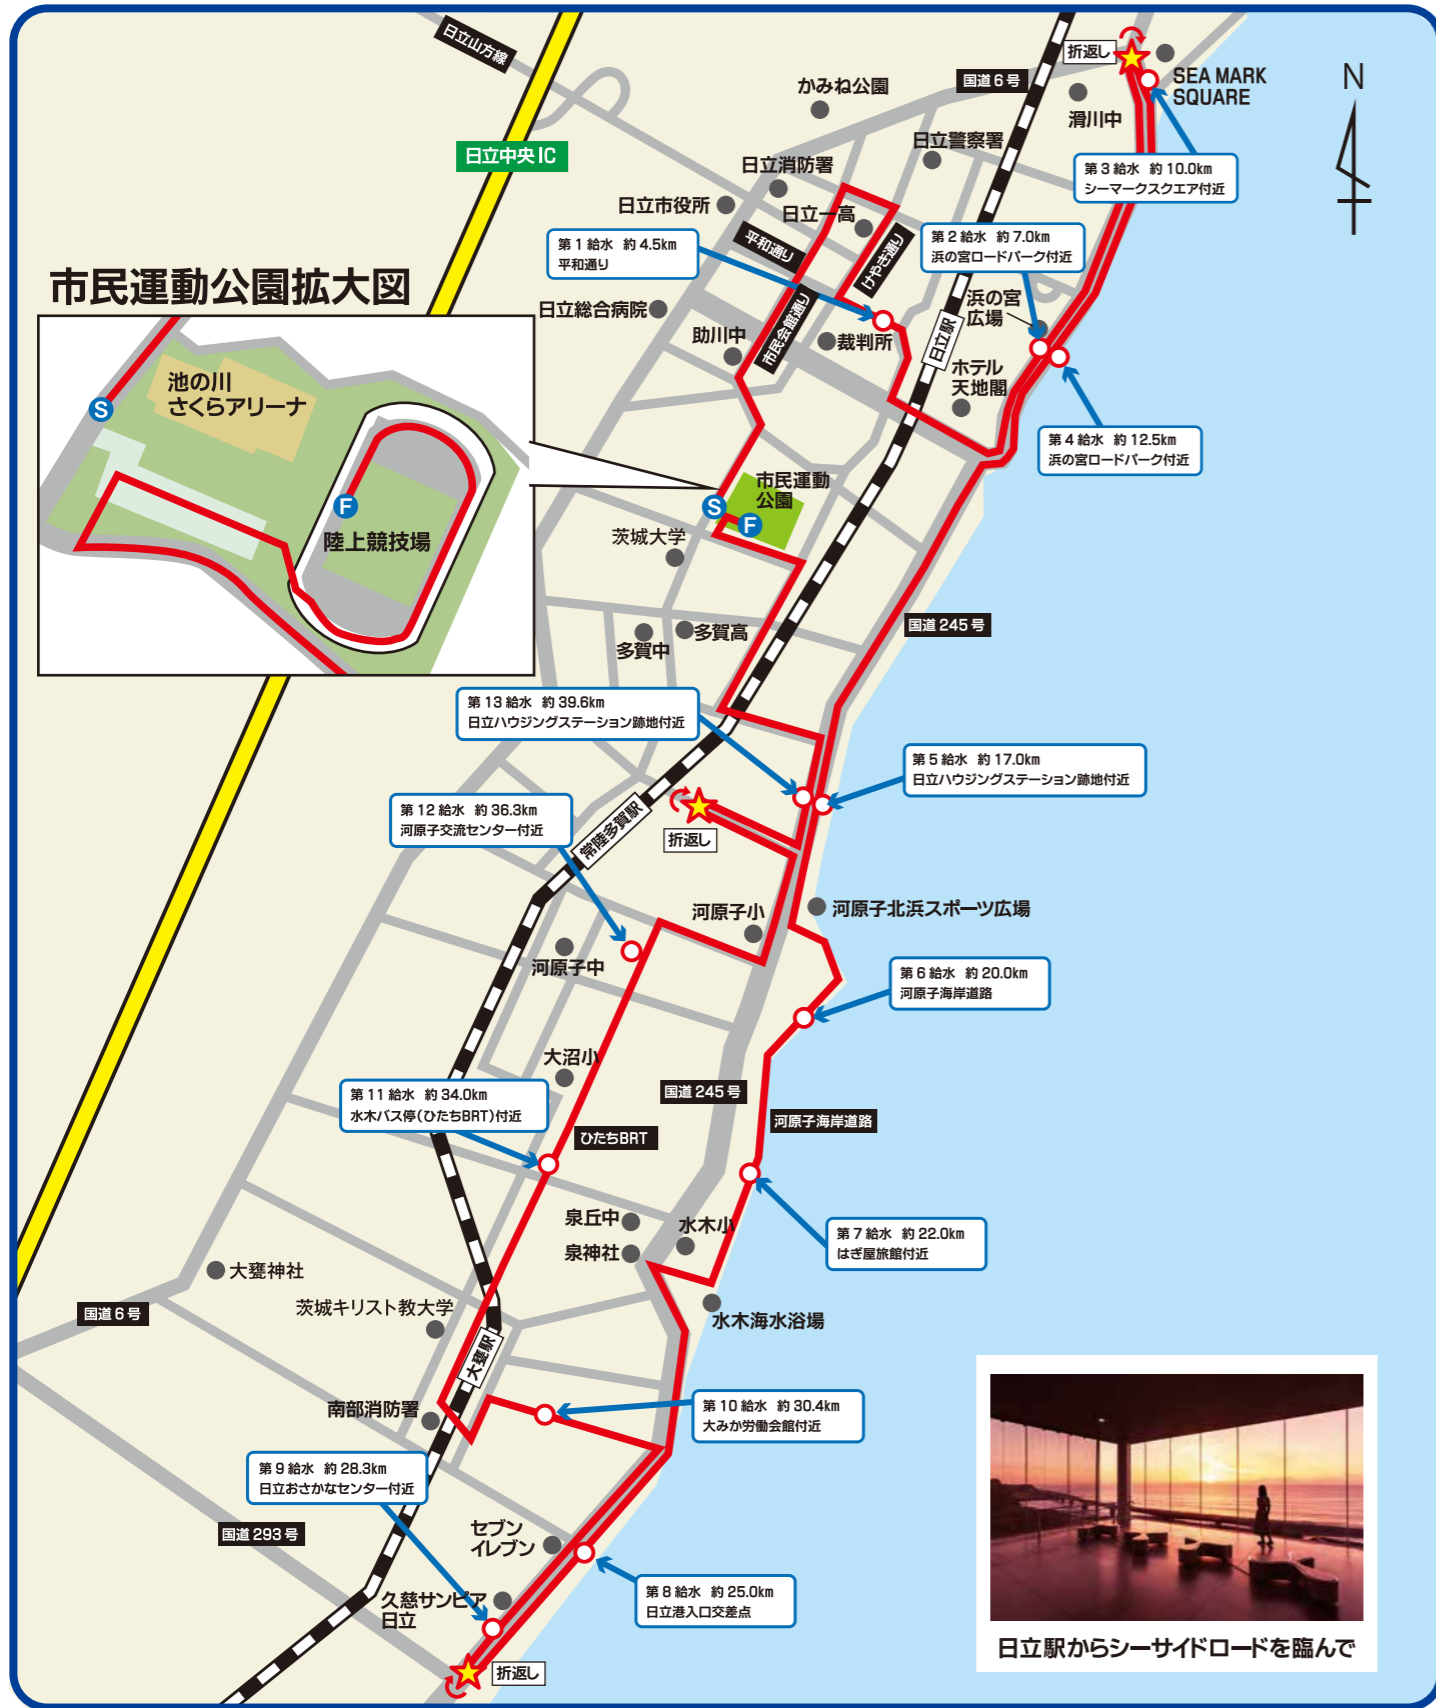 日立山方線
折返し
SEA MARK
SQUARE
国道6号
かみね公園
滑川中
N
日立警察署
日立中央IC
日立消防署
第3給水 約10.0km
シーマークスクエア付近
日立市役所
日立一高
平和通り
けやき通り
第1給水 約4.5km
平和通り
第2給水 約7.0km
浜の宮ロードパーク付近
市民運動公園拡大図
日立総合病院
浜の宮
広場
市民会館通り
助川中
裁判所
日立駅
ホテル
天地閣
池の川
さくらアリーナ
S
F
陸上競技場
第4給水 約12.5km
浜の宮ロードパーク付近
市民運動
公園
S
F
茨城大学
国道245号
多賀高
多賀中
第13給水 約39.6km
日立ハウジングステーション跡地付近
第5給水 約17.0km
日立ハウジングステーション跡地付近
第12給水 約36.3km
河原子交流センター付近
常陸多賀駅
折返し
河原子小
河原子北浜スポーツ広場
河原子中
第6給水 約20.0km
河原子海岸道路
大沼小
国道245号
第11給水 約34.0km
水木バス停(ひたちBRT)付近
河原子海岸道路
ひたちBRT
泉丘中
水木小
第7給水 約22.0km
はぎ屋旅館付近
泉神社
大甕神社
国道6号
茨城キリスト教大学
水木海水浴場
大甕駅
南部消防署
第10給水 約30.4km
大みか労働会館付近
第9給水 約28.3km
日立おさかなセンター付近
国道293号
セブン
イレブン
第8給水 約25.0km
日立港入口交差点
久慈サンピア
日立
折返し
日立駅からシーサイドロードを臨んで